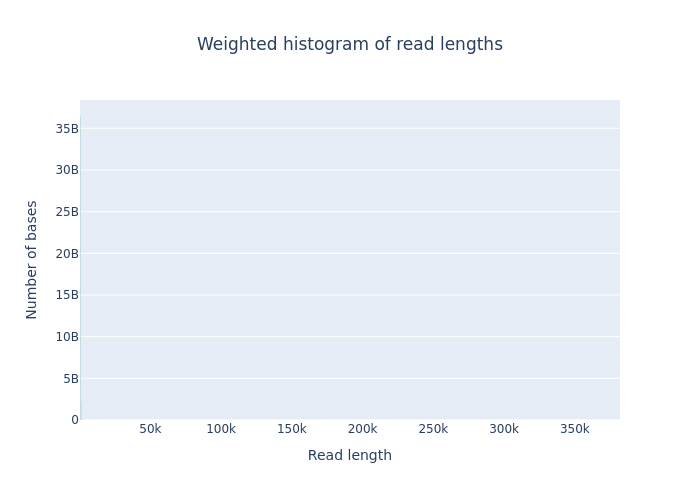 Weighted histogram of read lengths
35B
30B
25B
20B
15B
10B
5B
0
Number of bases
50k 100k 150k 200k 250k 300k 350k
Read length